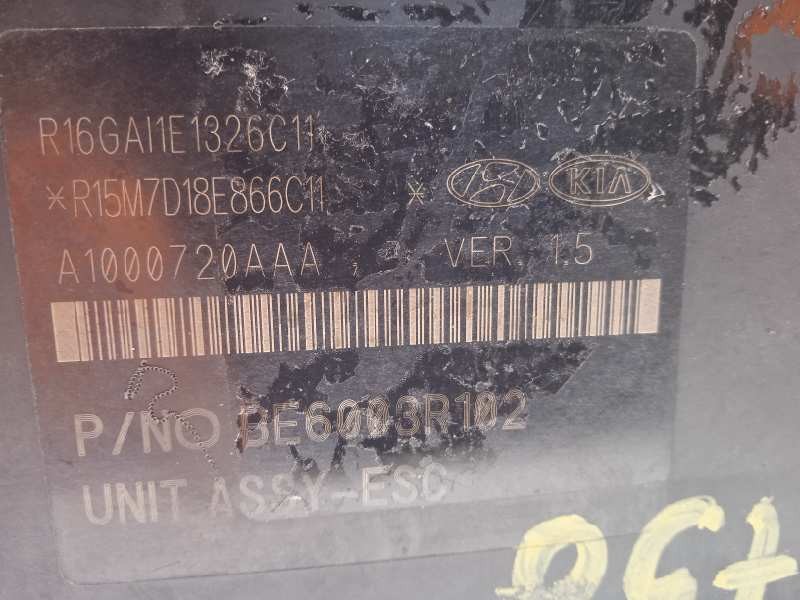 R16GAI1E1326C11
*R15M7D18E866C11 * KIA
A1000720AAA , VER. 1.5
P/NO BE6003R102
UNIT ASSY-ESC